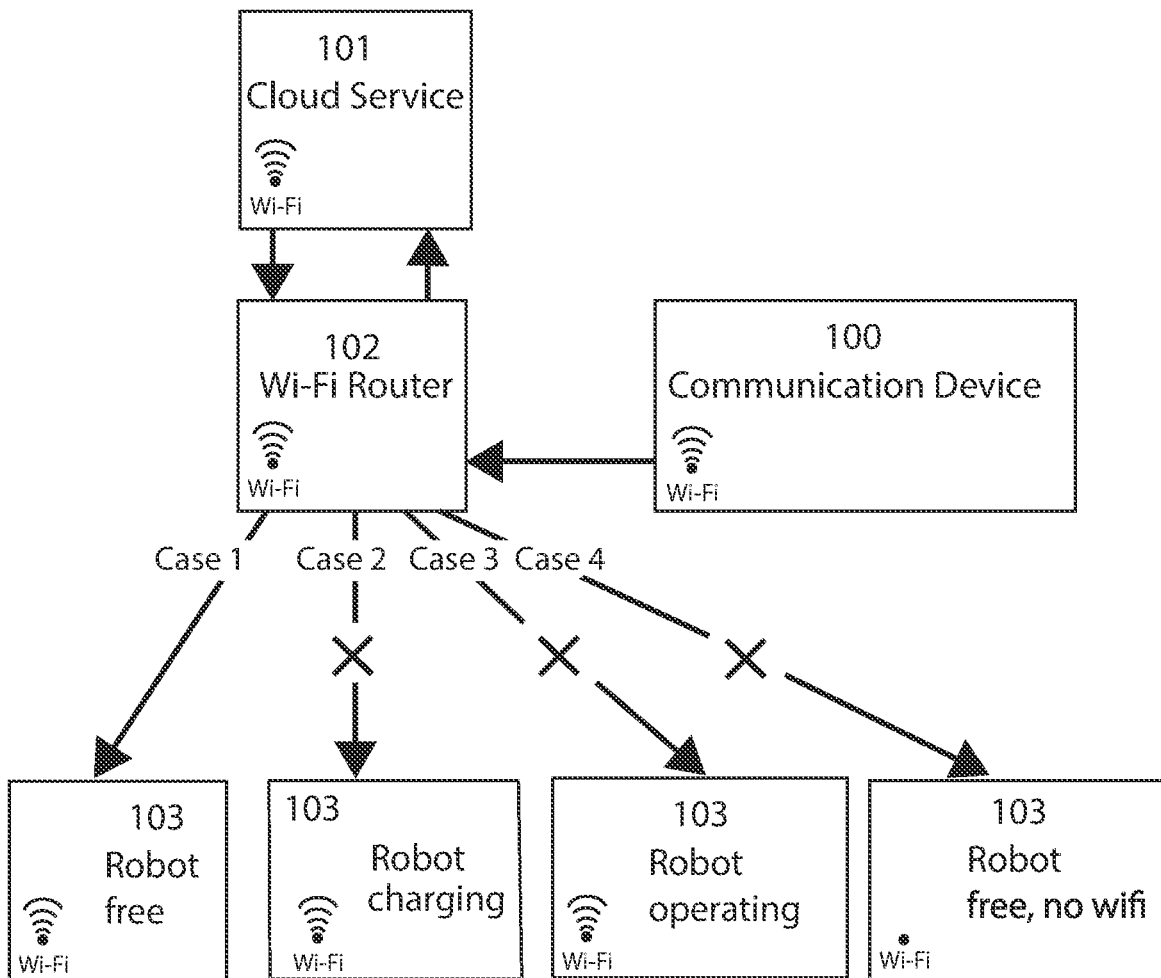 101
Cloud Service
Wi-Fi
102
Wi-Fi Router
Wi-Fi
100
Communication Device
Wi-Fi
Case 1
Case 2
Case 3
Case 4
103
Robot
free
Wi-Fi
103
Robot
charging
Wi-Fi
103
Robot
operating
Wi-Fi
103
Robot
free, no wifi
Wi-Fi